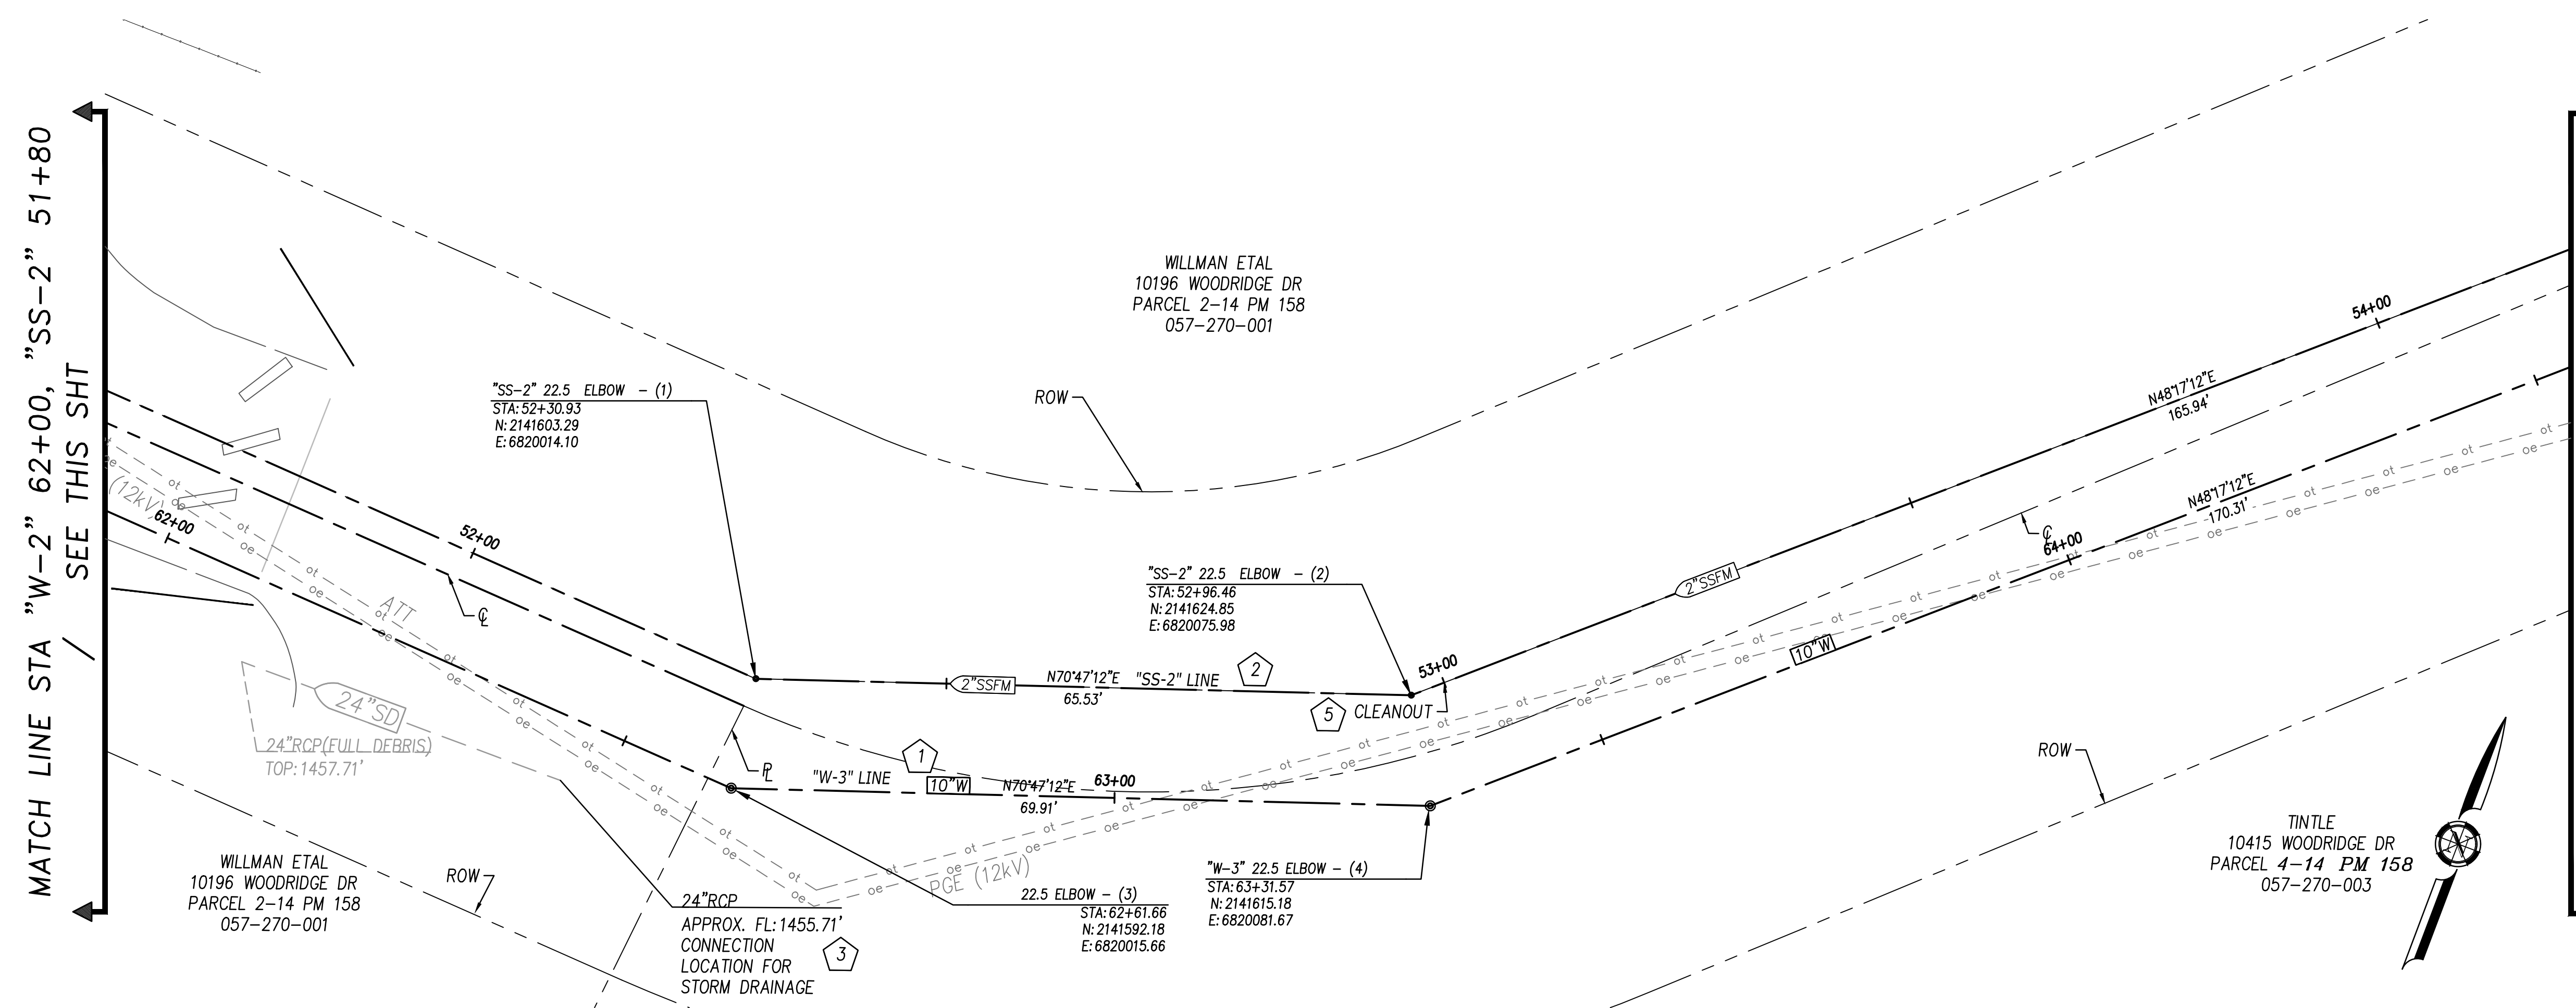 MATCH LINE STA "W-2" 62+00, "SS-2" 51+80
SEE THIS SHT
WILLMAN ETAL
10196 WOODRIDGE DR
PARCEL 2-14 PM 158
057-270-001
ROW
"SS-2" 22.5 ELBOW - (1)
STA: 52+30.93
N: 2141603.29
E: 6820014.10
54+00
N48°17'12"E
165.94'
(12kV)
62+00
52+00
ot
oe
ATT
℄
24"SD
24"RCP(FULL DEBRIS)
TOP: 1457.71'
"SS-2" 22.5 ELBOW - (2)
STA: 52+96.46
N: 2141624.85
E: 6820075.98
2"SSFM
N70°47'12"E "SS-2" LINE
65.53'
2
53+00
5 CLEANOUT
2"SSFM
N48°17'12"E
170.31'
℄
64+00
10"W
PL
1
"W-3" LINE
10"W
N70°47'12"E
69.91'
63+00
PGE (12kV)
ROW
WILLMAN ETAL
10196 WOODRIDGE DR
PARCEL 2-14 PM 158
057-270-001
ROW
24"RCP
APPROX. FL: 1455.71'
CONNECTION
LOCATION FOR
STORM DRAINAGE
3
22.5 ELBOW - (3)
STA: 62+61.66
N: 2141592.18
E: 6820015.66
"W-3" 22.5 ELBOW - (4)
STA: 63+31.57
N: 2141615.18
E: 6820081.67
TINTLE
10415 WOODRIDGE DR
PARCEL 4-14 PM 158
057-270-003
N